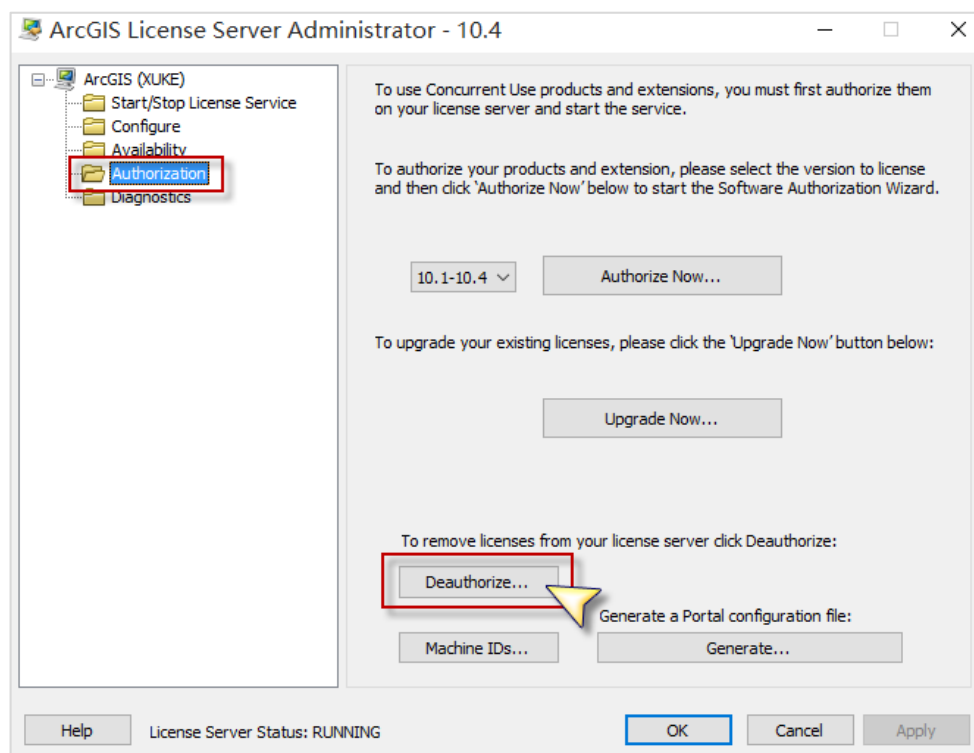 ArcGIS License Server Administrator - 10.4
ArcGIS (XUKE)
Start/Stop License Service
Configure
Availability
Authorization
Diagnostics
To use Concurrent Use products and extensions, you must first authorize them
on your license server and start the service.
To authorize your products and extension, please select the version to license
and then click 'Authorize Now' below to start the Software Authorization Wizard.
10.1-10.4
Authorize Now...
To upgrade your existing licenses, please click the 'Upgrade Now' button below:
Upgrade Now...
To remove licenses from your license server click Deauthorize:
Deauthorize...
Generate a Portal configuration file:
Machine IDs...
Generate...
Help
License Server Status: RUNNING
OK
Cancel
Apply